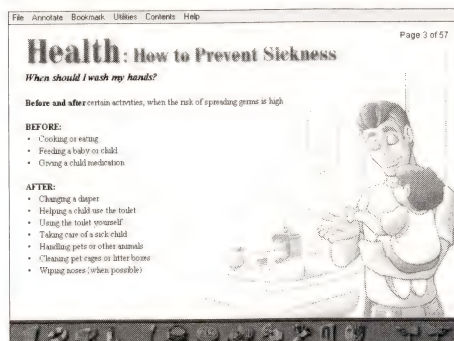 File Annotate Bookmark Utilities Contents Help
Page 3 of 57
Health: How to Prevent Sickness
When should I wash my hands?
Before and after certain activities, when the risk of spreading germs is high
BEFORE:
• Cooking or eating
• Feeding a baby or child
• Giving a child medication
AFTER:
• Changing a diaper
• Helping a child use the toilet
• Using the toilet yourself
• Taking care of a sick child
• Handling pets or other animals
• Cleaning pet cages or litter boxes
• Wiping noses (when possible)